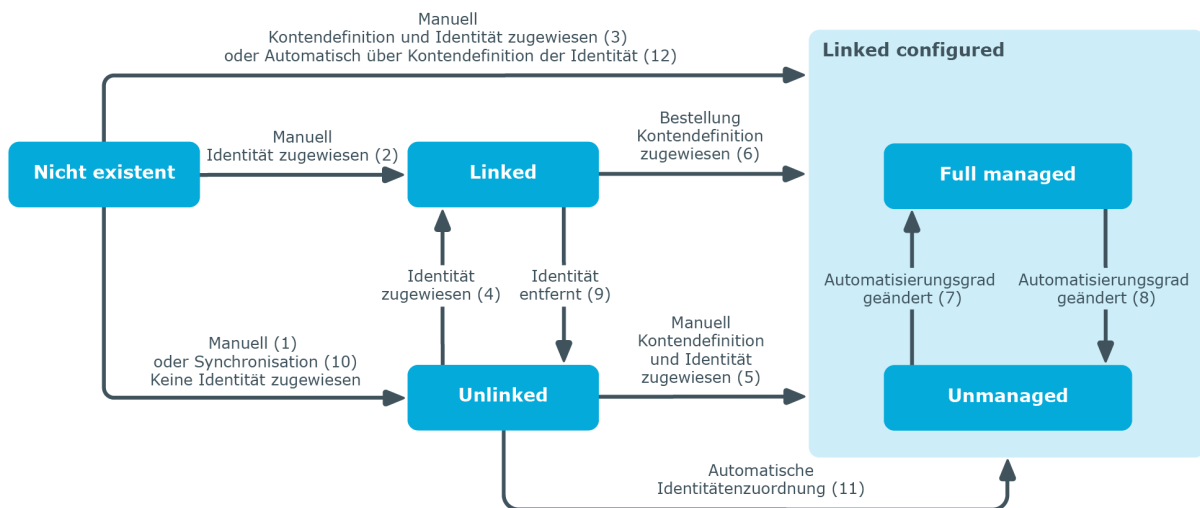 Manuell
Kontendefinition und Identität zugewiesen (3)
oder Automatisch über Kontendefinition der Identität (12)
Linked configured
Manuell
Identität zugewiesen (2)
Bestellung
Kontendefinition
zugewiesen (6)
Nicht existent
Linked
Full managed
Identität
zugewiesen (4)
Identität
entfernt (9)
Automatisierungsgrad
geändert (7)
Automatisierungsgrad
geändert (8)
Manuell (1)
oder Synchronisation (10)
Keine Identität zugewiesen
Manuell
Kontendefinition
und Identität
zugewiesen (5)
Unlinked
Unmanaged
Automatische
Identitätenzuordnung (11)